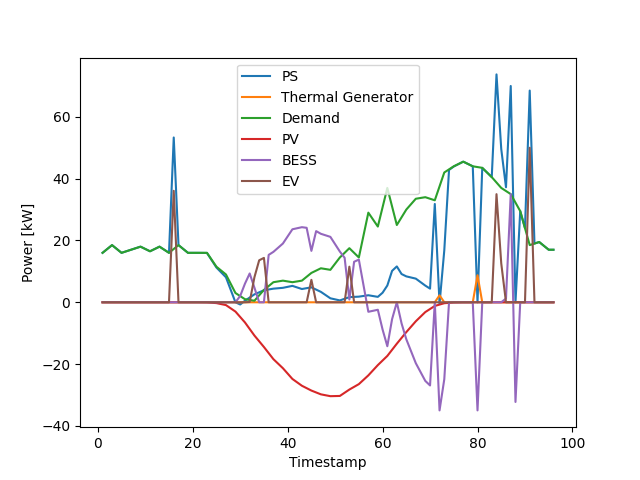 PS
Thermal Generator
Demand
PV
BESS
EV
Power [kW]
60
40
20
0
−20
−40
0 20 40 60 80 100
Timestamp